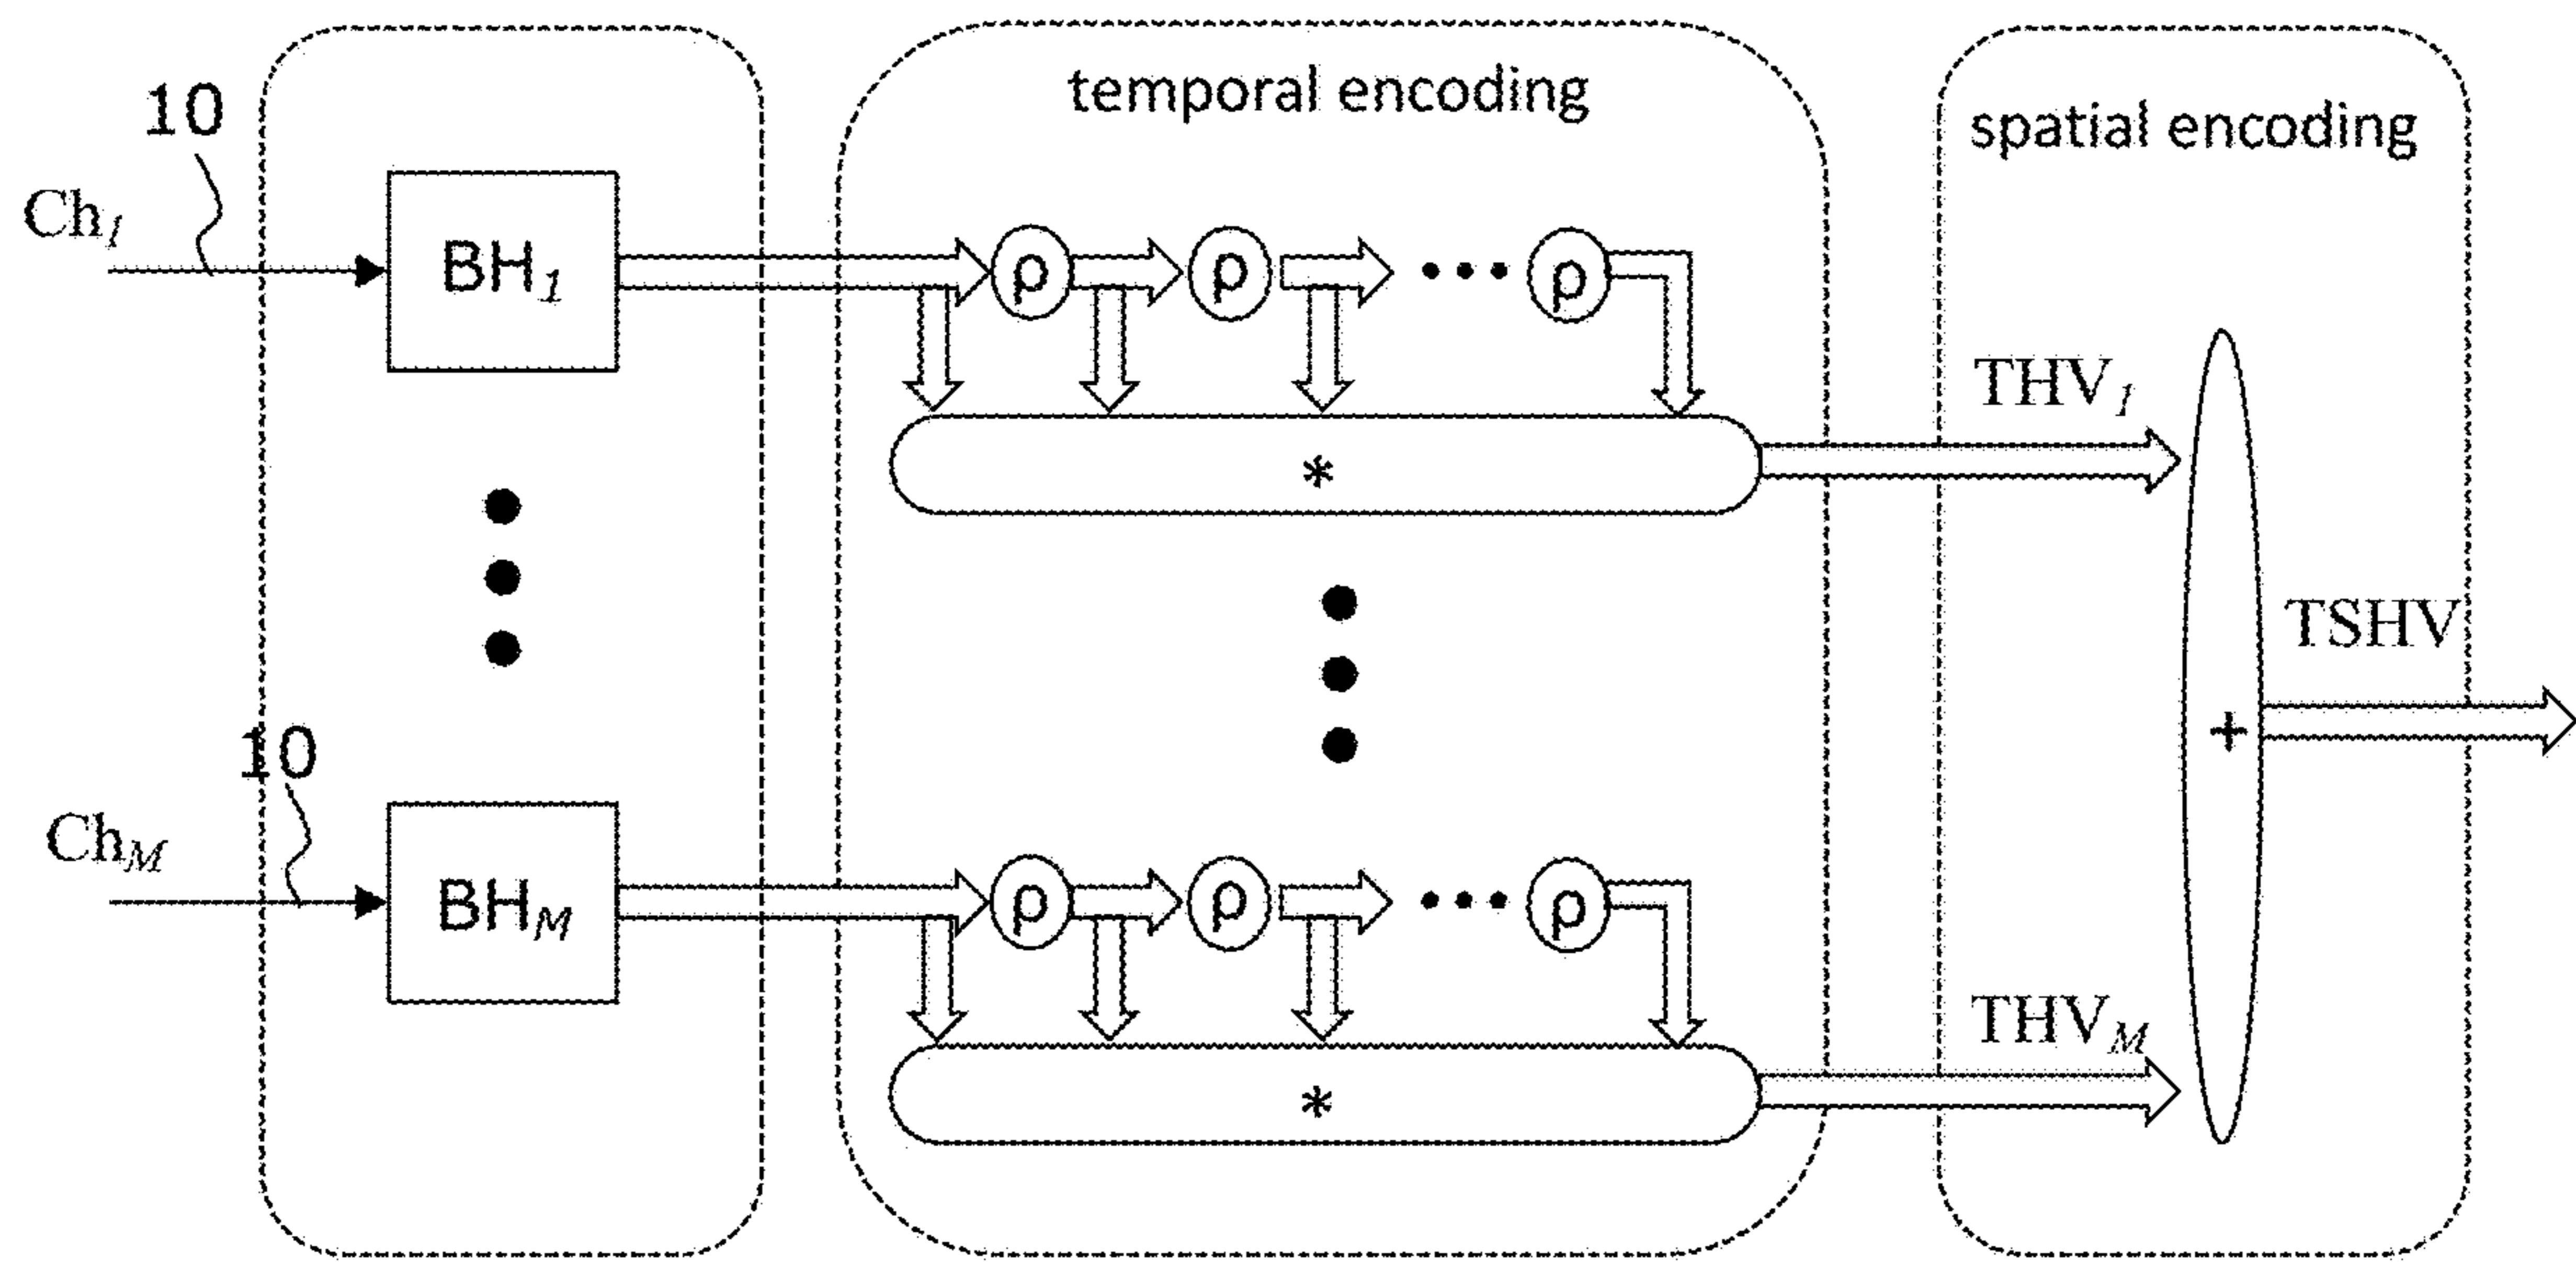 temporal encoding
spatial encoding
10
Ch1
BH1
ρ ρ ••• ρ
THV1
*
TSHV
+
10
ChM
BHM
ρ ρ ••• ρ
THVM
*